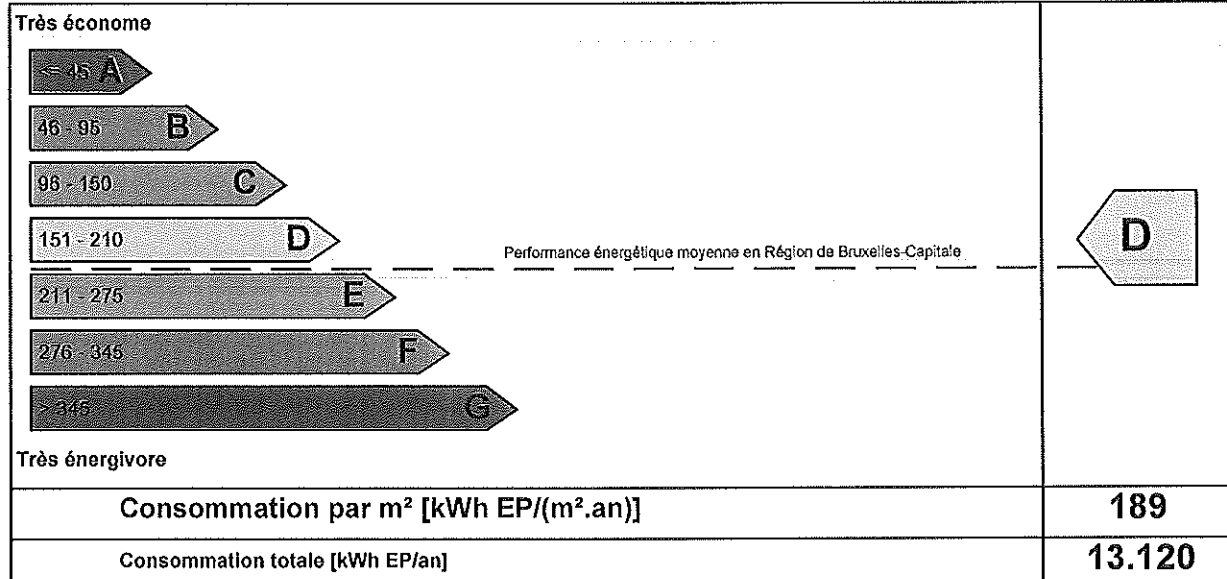 Très économe
<= 45 A
46 - 95 B
96 - 150 C
151 - 210 D
Performance énergétique moyenne en Région de Bruxelles-Capitale
D
211 - 275 E
276 - 345 F
> 345 G
Très énergivore
Consommation par m² [kWh EP/(m².an)] 189
Consommation totale [kWh EP/an] 13.120